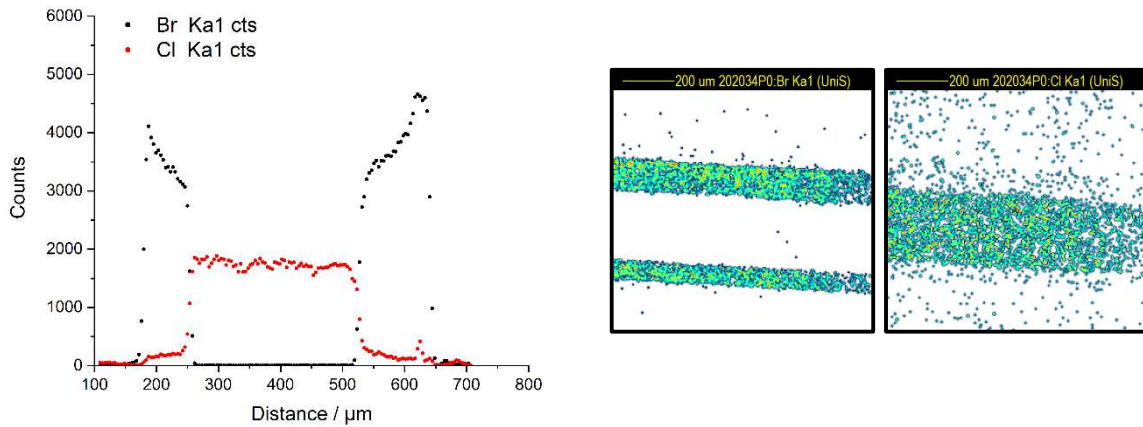 6000
5000
4000
3000
2000
1000
0
Counts
Br Ka1 cts
Cl Ka1 cts
100 200 300 400 500 600 700 800
Distance / µm
200 um 202034P0:Br Ka1 (UniS)
200 um 202034P0:Cl Ka1 (UniS)